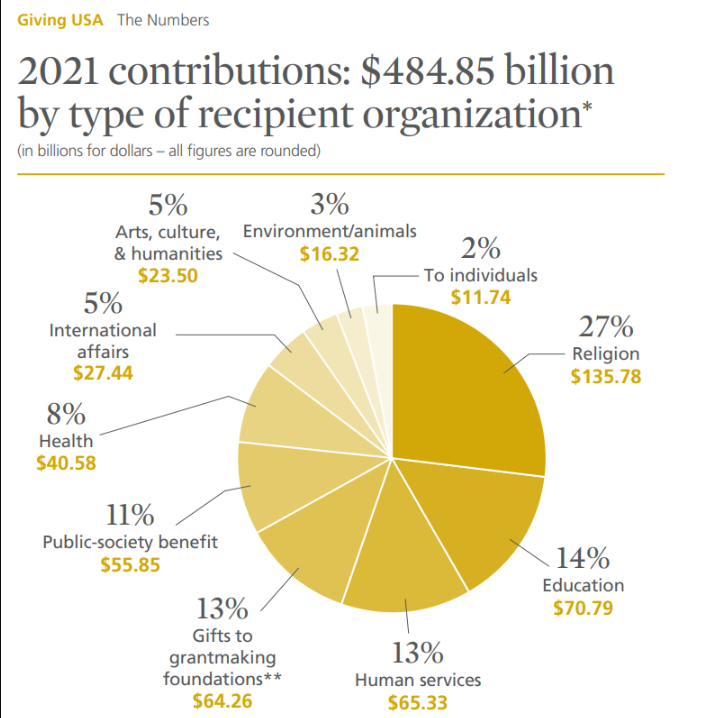 Giving USA The Numbers
2021 contributions: $484.85 billion
by type of recipient organization*
(in billions for dollars – all figures are rounded)
5%
Arts, culture,
& humanities
$23.50
3%
Environment/animals
$16.32
2%
To individuals
$11.74
5%
International
affairs
$27.44
27%
Religion
$135.78
8%
Health
$40.58
11%
Public-society benefit
$55.85
14%
Education
$70.79
13%
Gifts to
grantmaking
foundations**
$64.26
13%
Human services
$65.33